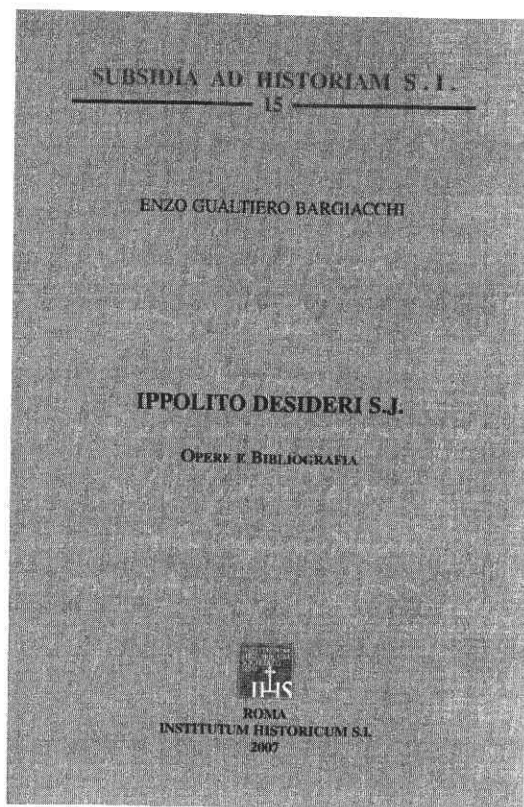 SUBSIDIA AD HISTORIAM S.I.
15
ENZO GUALTIERO BARGIACCHI
IPPOLITO DESIDERI S.J.
OPERE E BIBLIOGRAFIA
IHS
ROMA
INSTITUTUM HISTORICUM S.I.
2007